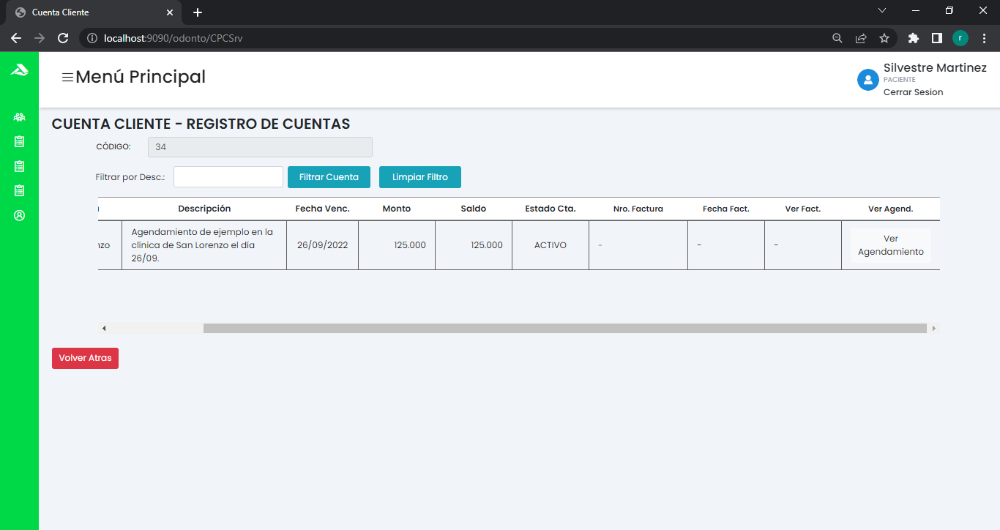 Cuenta Cliente
localhost:9090/odonto/CPCSrv
r
Menú Principal
Silvestre Martinez
PACIENTE
Cerrar Sesion
CUENTA CLIENTE - REGISTRO DE CUENTAS
CÓDIGO: 34
Filtrar por Desc.: Filtrar Cuenta Limpiar Filtro
Descripción Fecha Venc. Monto Saldo Estado Cta. Nro. Factura Fecha Fact. Ver Fact. Ver Agend.
Agendamiento de ejemplo en la
clínica de San Lorenzo el día
26/09.
26/09/2022 125.000 125.000 ACTIVO - - -
Ver
Agendamiento
Volver Atras